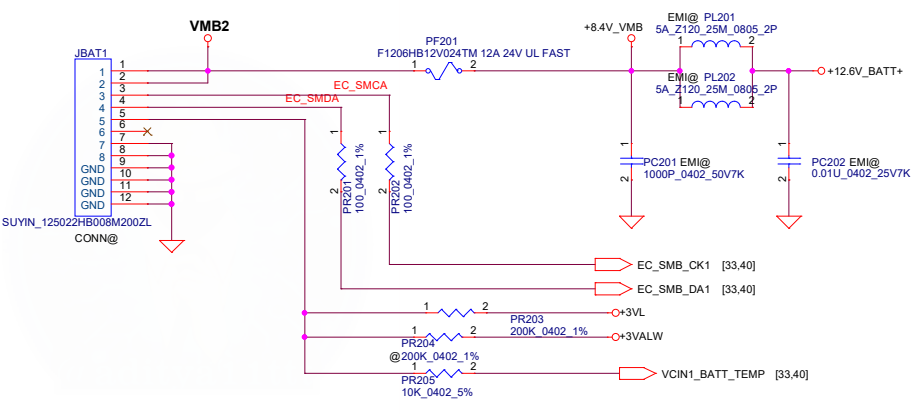 VMB2
+8.4V_VMB
EMI@ PL201
5A_Z120_25M_0805_2P
1 2
JBAT1
PF201
F1206HB12V024TM 12A 24V UL FAST
1 2
+12.6V_BATT+
EMI@ PL202
5A_Z120_25M_0805_2P
1 2
1 1
2 2
3 3
4 4
5 5
6 6
7 7
8 8
GND 9
GND 10
GND 11
GND 12
EC_SMCA
EC_SMDA
1 2
PR201
100_0402_1%
1 2
PR202
100_0402_1%
1 2
PC201 EMI@
1000P_0402_50V7K
1 2
PC202 EMI@
0.01U_0402_25V7K
SUYIN_125022HB008M200ZL
CONN@
EC_SMB_CK1 [33,40]
EC_SMB_DA1 [33,40]
1 2
+3VL
PR203
200K_0402_1%
1 2
+3VALW
PR204
@200K_0402_1%
1 2
VCIN1_BATT_TEMP [33,40]
PR205
10K_0402_5%